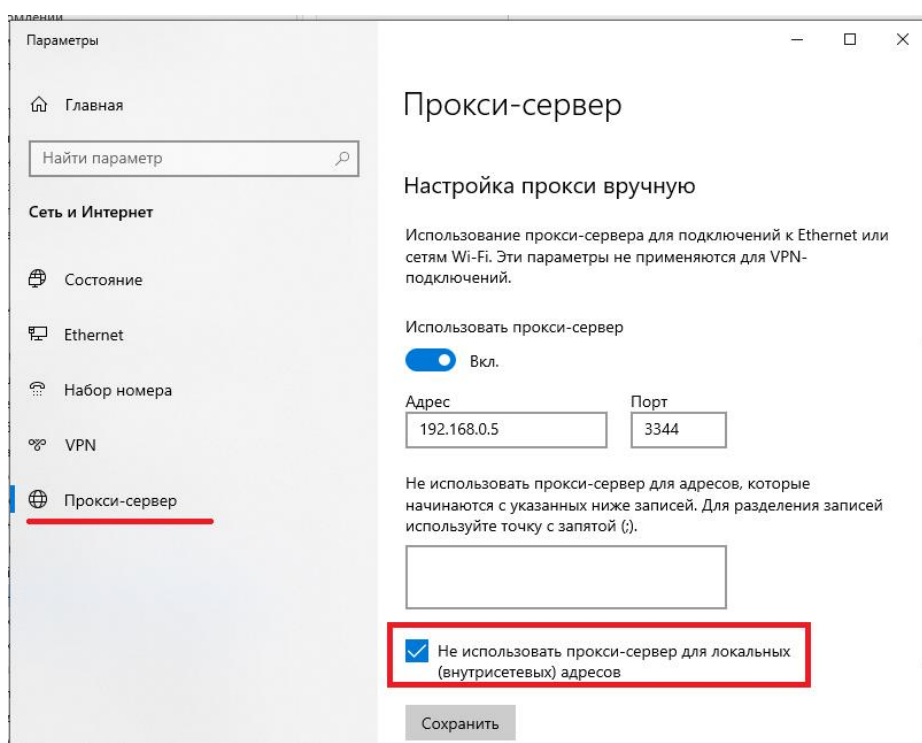 Параметры
Главная
Найти параметр
Сеть и Интернет
Состояние
Ethernet
Набор номера
VPN
Прокси-сервер
Прокси-сервер
Настройка прокси вручную
Использование прокси-сервера для подключений к Ethernet или
сетям Wi-Fi. Эти параметры не применяются для VPN-
подключений.
Использовать прокси-сервер
Вкл.
Адрес
Порт
192.168.0.5
3344
Не использовать прокси-сервер для адресов, которые
начинаются с указанных ниже записей. Для разделения записей
используйте точку с запятой (;).
Не использовать прокси-сервер для локальных
(внутрисетевых) адресов
Сохранить